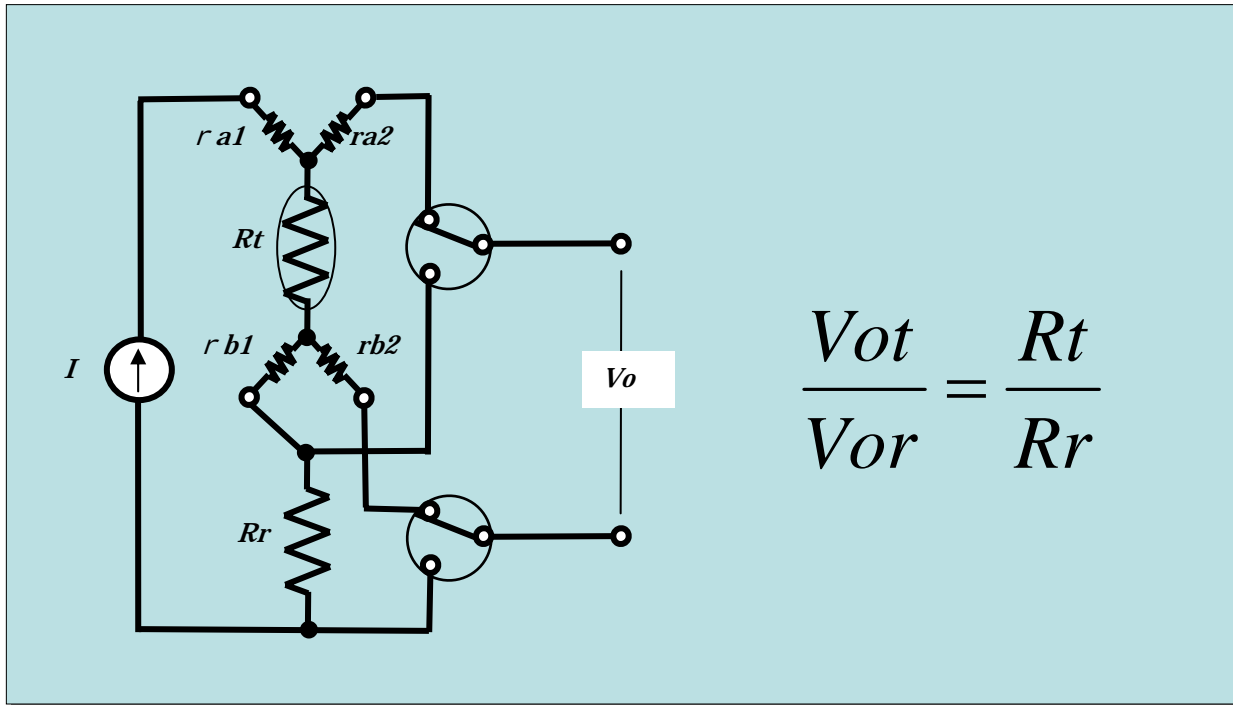 r a1
ra2
Rt
r b1
rb2
I
Vo
Rr
Vot / Vor = Rt / Rr